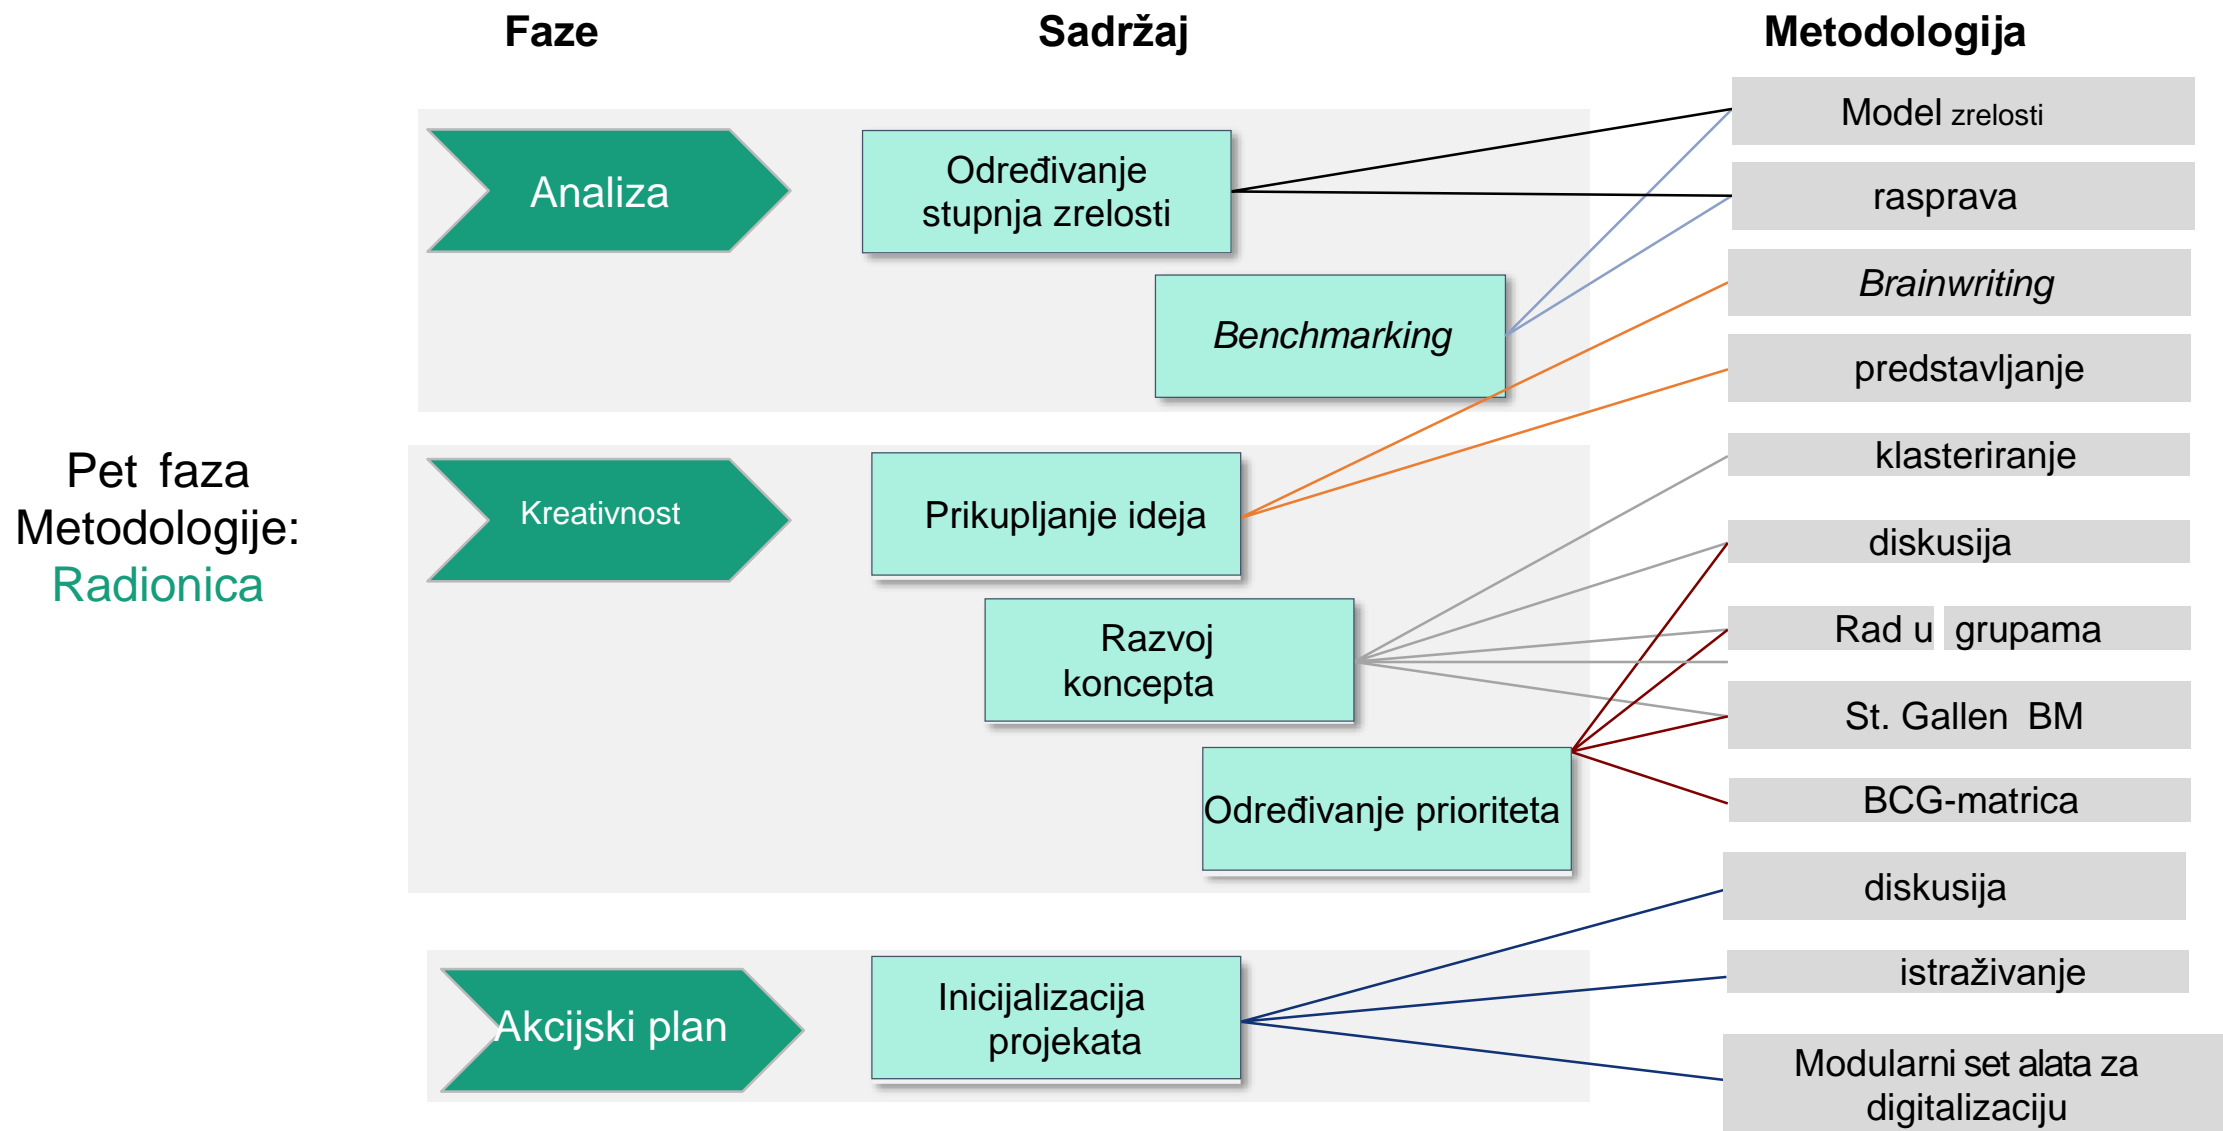 Faze
Sadržaj
Metodologija
Pet faza
Metodologije:
Radionica
Analiza
Određivanje
stupnja zrelosti
Benchmarking
Kreativnost
Prikupljanje ideja
Razvoj
koncepta
Određivanje prioriteta
Akcijski plan
Inicijalizacija
projekata
Model zrelosti
rasprava
Brainwriting
predstavljanje
klasteriranje
diskusija
Rad u grupama
St. Gallen BM
BCG-matrica
diskusija
istraživanje
Modularni set alata za
digitalizaciju